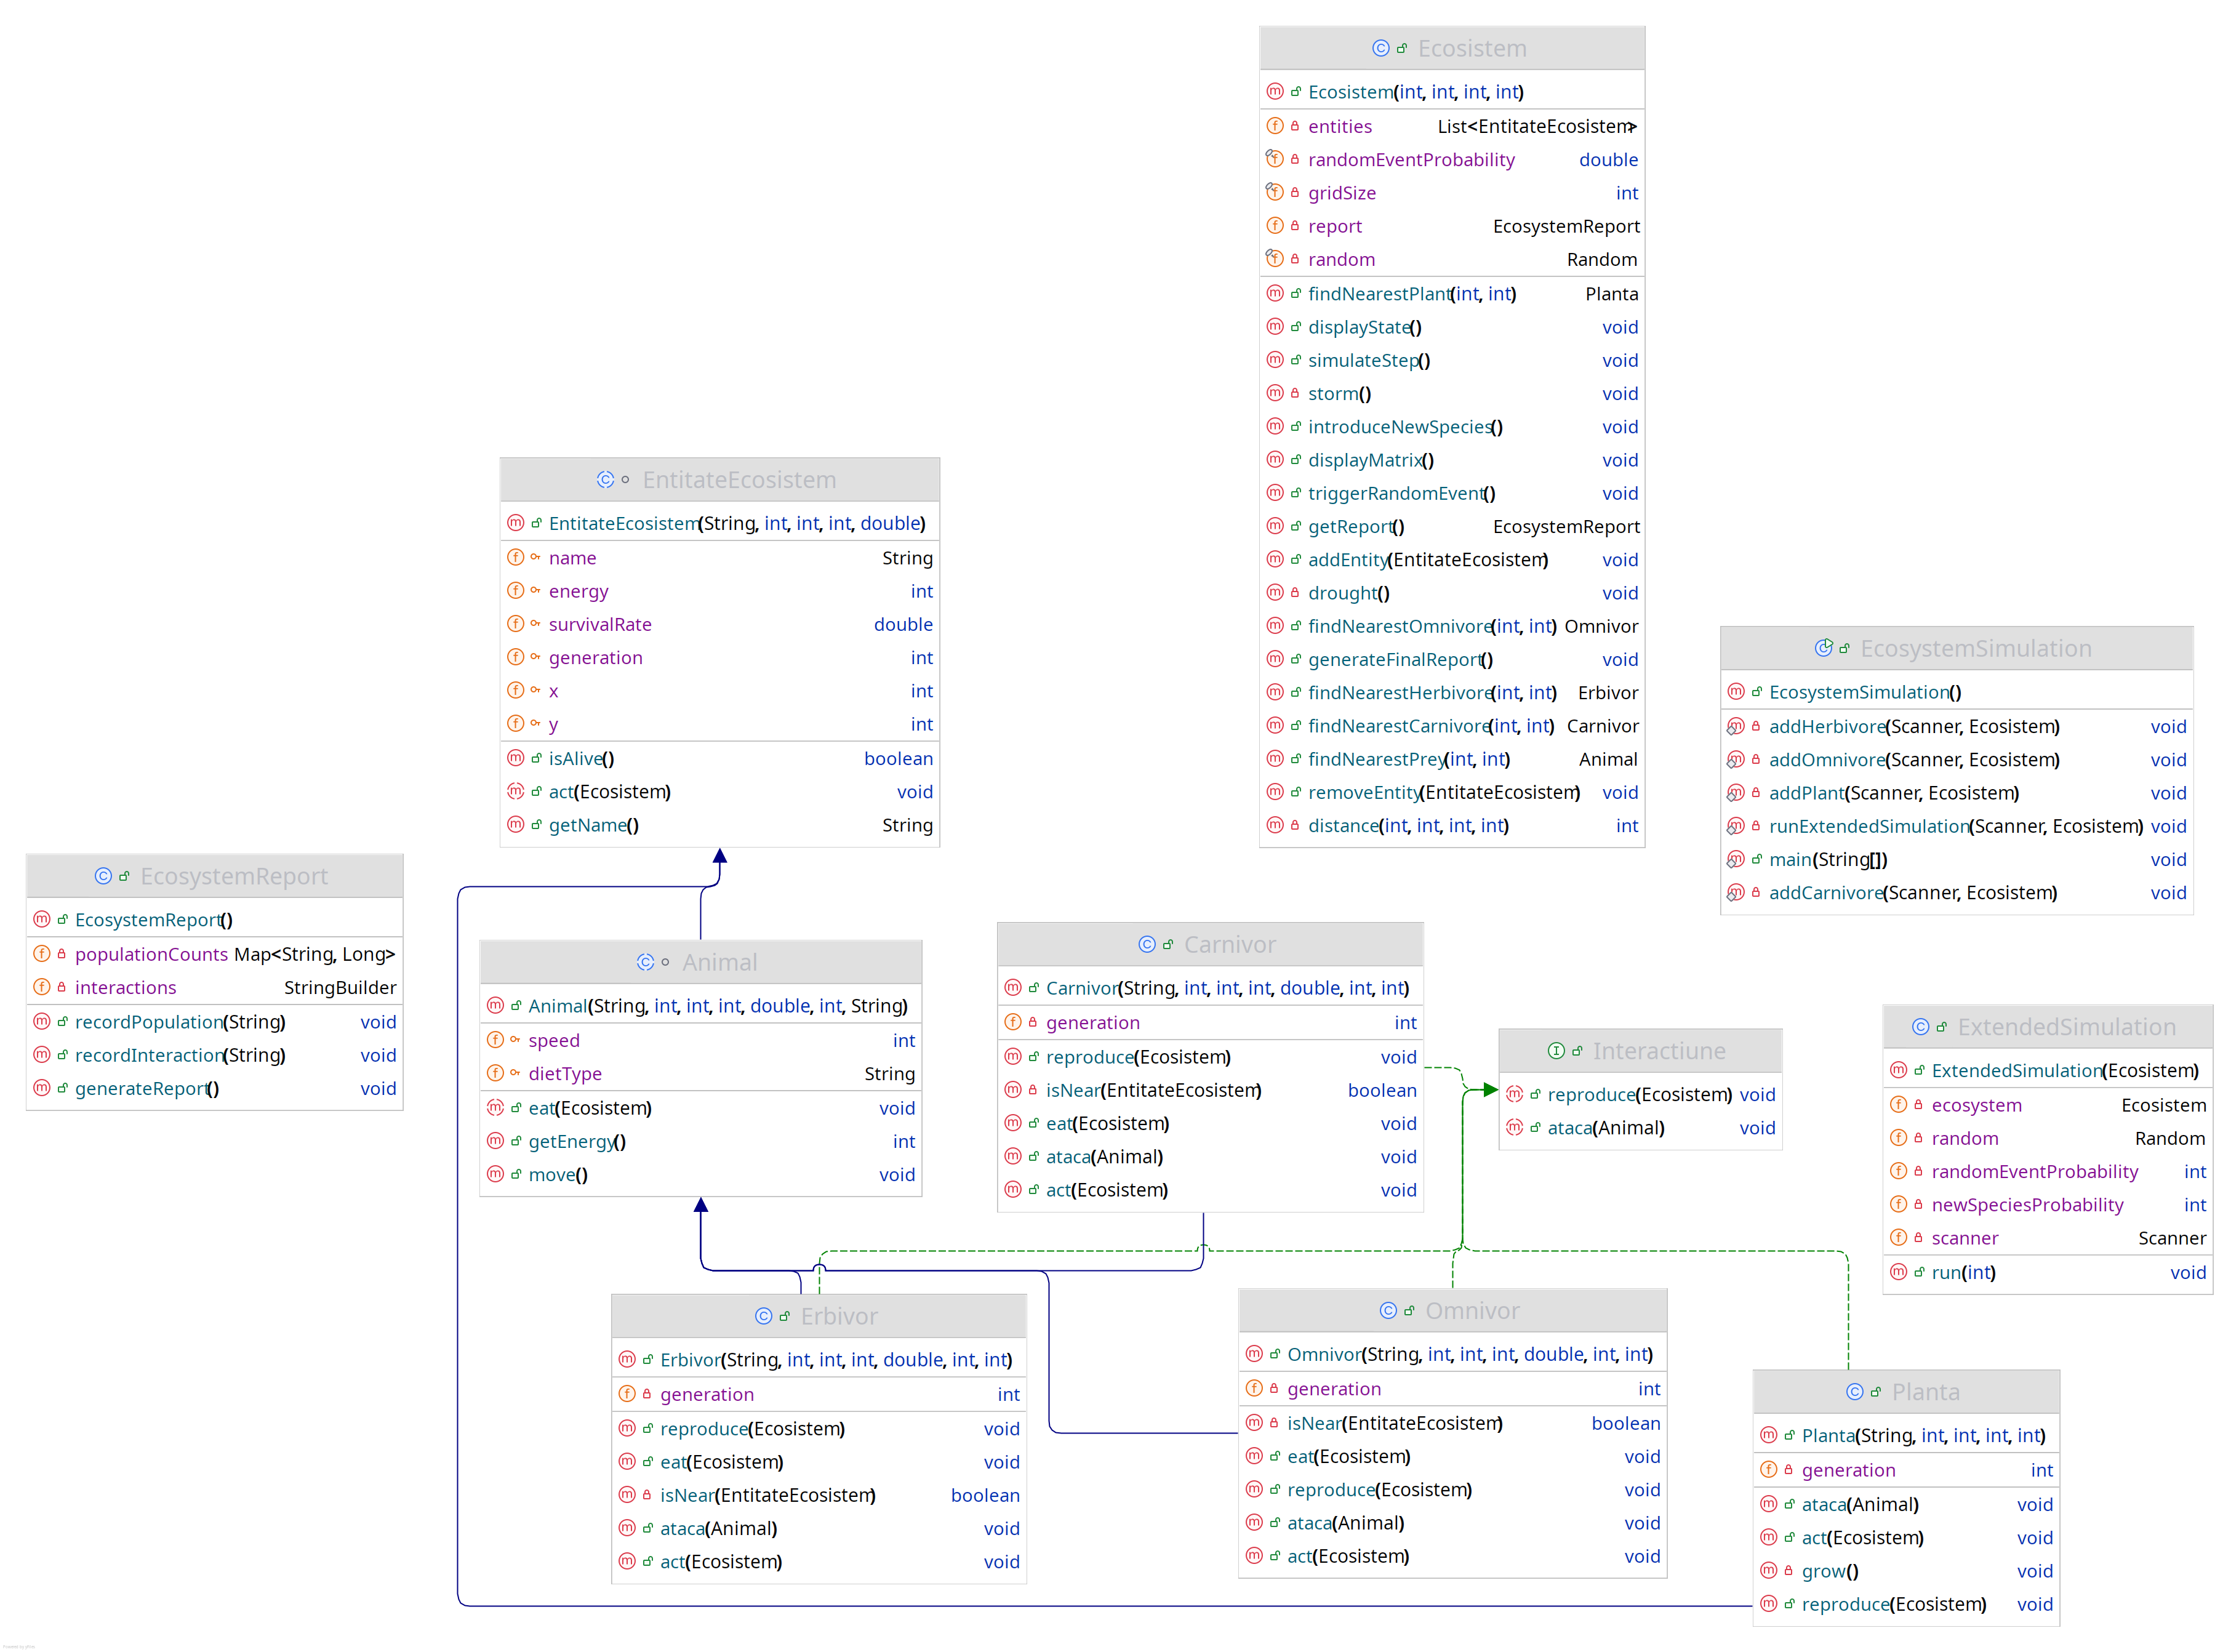 Ecosistem
Ecosistem(int, int, int, int)
entities List<EntitateEcosistem>
randomEventProbability double
gridSize int
report EcosystemReport
random Random
findNearestPlant(int, int) Planta
displayState() void
simulateStep() void
storm() void
introduceNewSpecies() void
displayMatrix() void
triggerRandomEvent() void
getReport() EcosystemReport
addEntity(EntitateEcosistem) void
drought() void
findNearestOmnivore(int, int) Omnivor
generateFinalReport() void
findNearestHerbivore(int, int) Erbivor
findNearestCarnivore(int, int) Carnivor
findNearestPrey(int, int) Animal
removeEntity(EntitateEcosistem) void
distance(int, int, int, int) int
EntitateEcosistem
EntitateEcosistem(String, int, int, int, double)
name String
energy int
survivalRate double
generation int
x int
y int
isAlive() boolean
act(Ecosistem) void
getName() String
EcosystemSimulation
EcosystemSimulation()
addHerbivore(Scanner, Ecosistem) void
addOmnivore(Scanner, Ecosistem) void
addPlant(Scanner, Ecosistem) void
runExtendedSimulation(Scanner, Ecosistem) void
main(String[]) void
addCarnivore(Scanner, Ecosistem) void
EcosystemReport
EcosystemReport()
populationCounts Map<String, Long>
interactions StringBuilder
recordPopulation(String) void
recordInteraction(String) void
generateReport() void
Animal
Animal(String, int, int, int, double, int, String)
speed int
dietType String
eat(Ecosistem) void
getEnergy() int
move() void
Carnivor
Carnivor(String, int, int, int, double, int, int)
generation int
reproduce(Ecosistem) void
isNear(EntitateEcosistem) boolean
eat(Ecosistem) void
ataca(Animal) void
act(Ecosistem) void
Interactiune
reproduce(Ecosistem) void
ataca(Animal) void
ExtendedSimulation
ExtendedSimulation(Ecosistem)
ecosystem Ecosistem
random Random
randomEventProbability int
newSpeciesProbability int
scanner Scanner
run(int) void
Erbivor
Erbivor(String, int, int, int, double, int, int)
generation int
reproduce(Ecosistem) void
eat(Ecosistem) void
isNear(EntitateEcosistem) boolean
ataca(Animal) void
act(Ecosistem) void
Omnivor
Omnivor(String, int, int, int, double, int, int)
generation int
isNear(EntitateEcosistem) boolean
eat(Ecosistem) void
reproduce(Ecosistem) void
ataca(Animal) void
act(Ecosistem) void
Planta
Planta(String, int, int, int, int)
generation int
ataca(Animal) void
act(Ecosistem) void
grow() void
reproduce(Ecosistem) void
Powered by yFiles